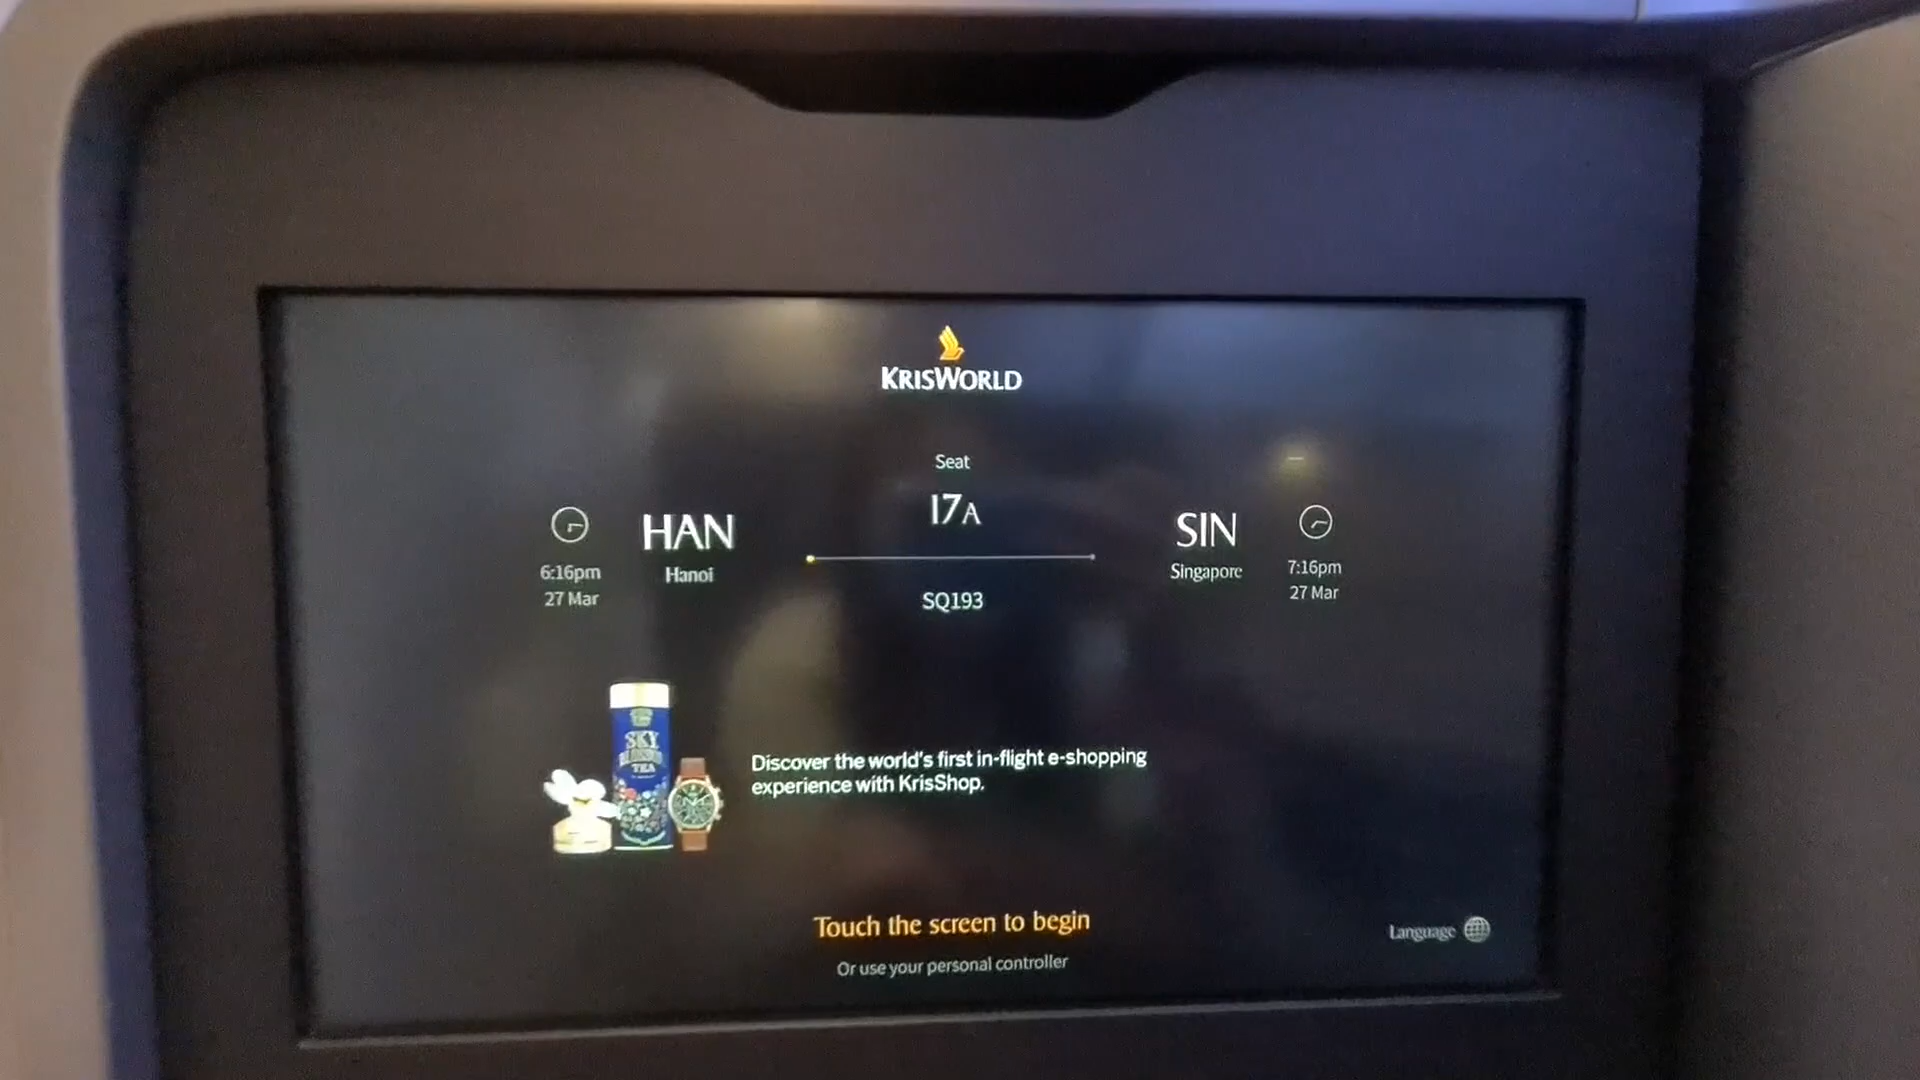 KRISWORLD
Seat
17A
HAN
Hanoi
6:16pm
27 Mar
SQ193
SIN
Singapore
7:16pm
27 Mar
SKY
BLOSSOM
TEA
Discover the world's first in-flight e-shopping
experience with KrisShop.
Touch the screen to begin
Or use your personal controller
Language